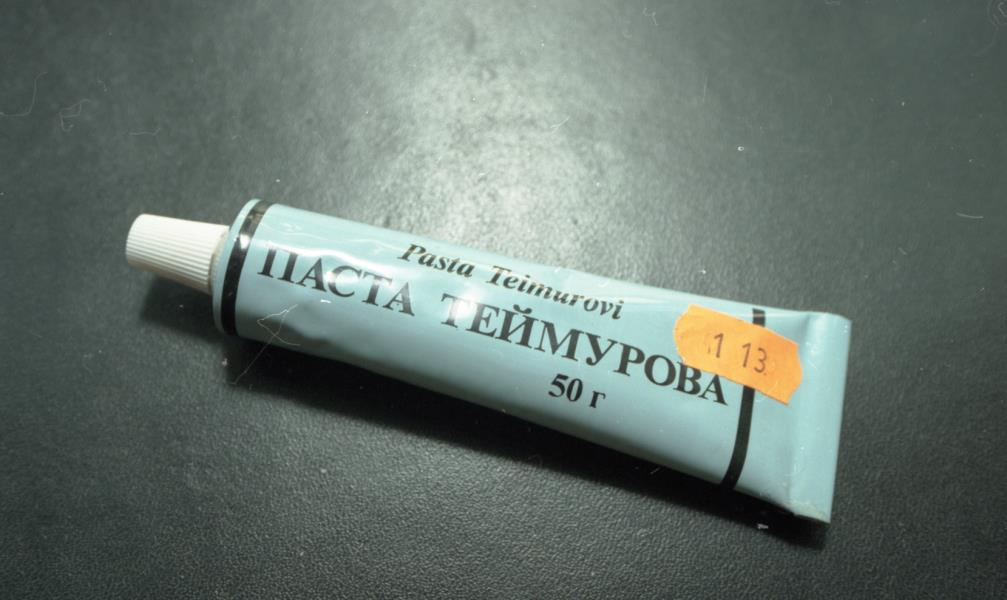 Pasta Teimurovi
ПАСТА ТЕЙМУРОВА
50 г
1 13